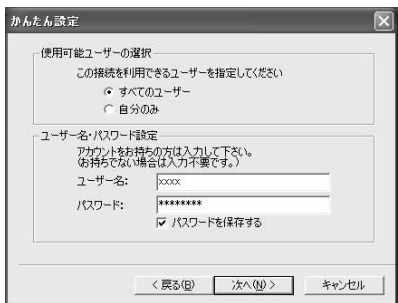 かんたん設定
使用可能ユーザーの選択
この接続を利用できるユーザーを指定してください
すべてのユーザー
自分のみ
ユーザー名・パスワード設定
アカウントをお持ちの方は入力して下さい。
(お持ちでない場合は入力不要です。)
ユーザー名: xxxx
パスワード: ********
パスワードを保存する
< 戻る(B) 次へ(N) > キャンセル